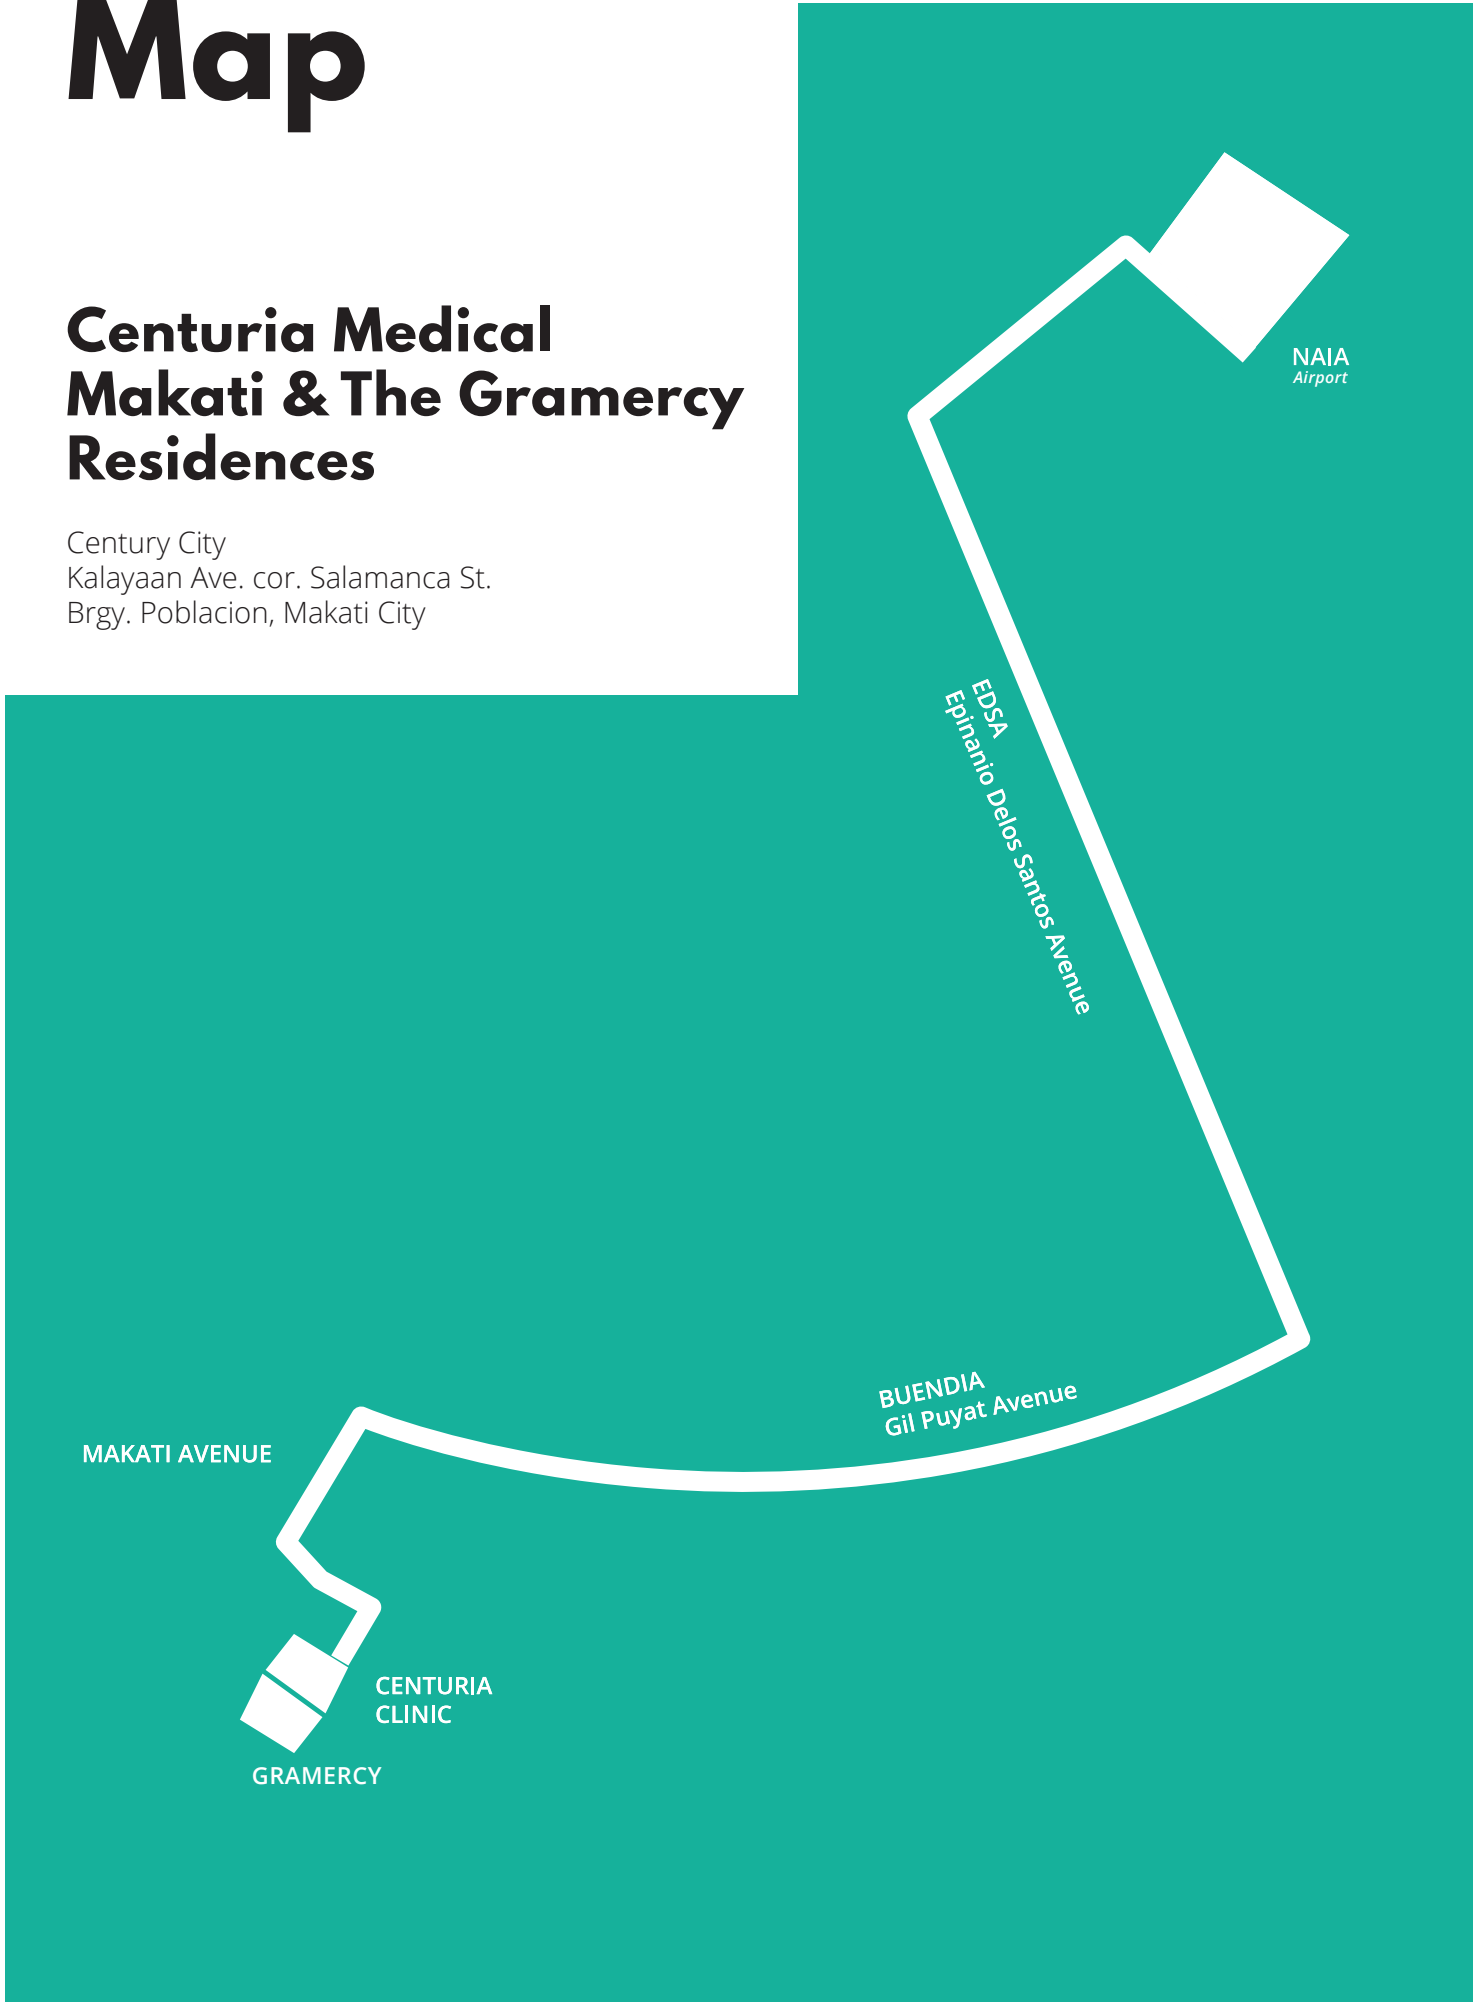 Map
Centuria Medical
Makati & The Gramercy
Residences
Century City
Kalayaan Ave. cor. Salamanca St.
Brgy. Poblacion, Makati City
NAIA
Airport
EDSA
Epinanio Delos Santos Avenue
BUENDIA
Gil Puyat Avenue
MAKATI AVENUE
CENTURIA
CLINIC
GRAMERCY